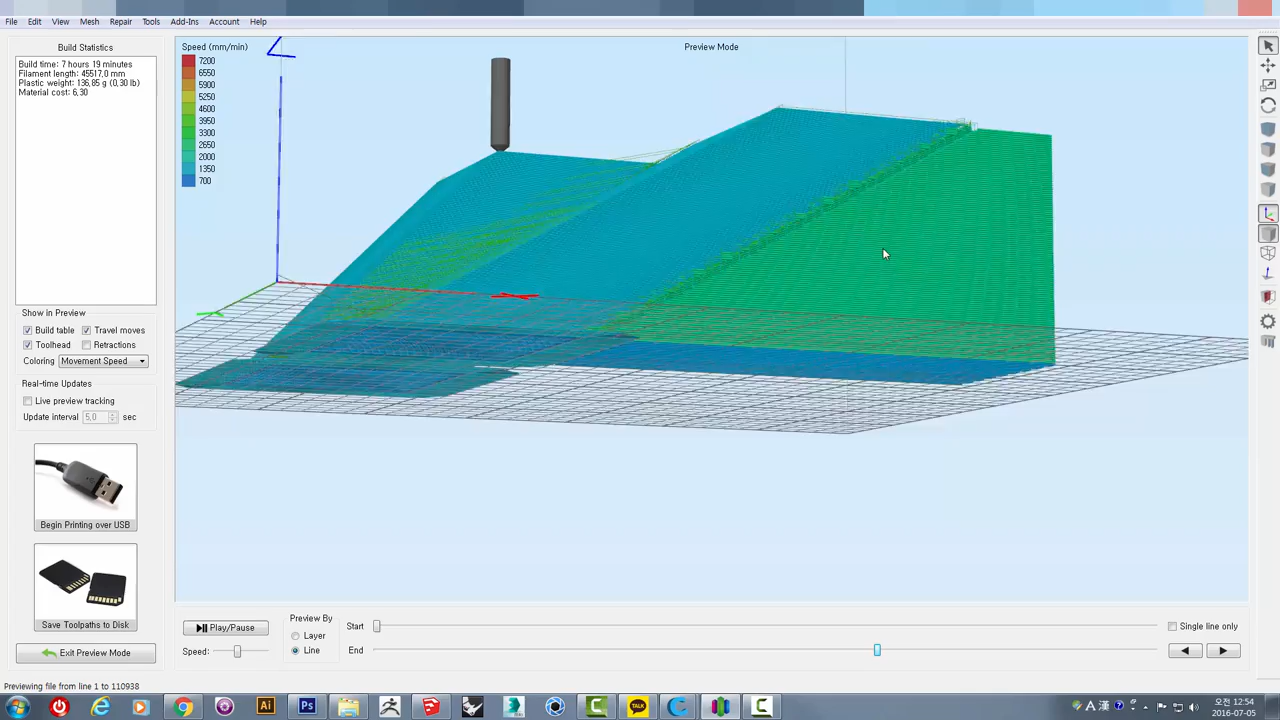 File Edit View Mesh Repair Tools Add-Ins Account Help
Build Statistics
Build time: 7 hours 19 minutes
Filament length: 45517,0 mm
Plastic weight: 136,85 g (0,30 lb)
Material cost: 6,30
Show in Preview
Build table Travel moves
Toolhead Retractions
Coloring Movement Speed
Real-time Updates
Live preview tracking
Update interval 5,0 sec
Begin Printing over USB
Save Toolpaths to Disk
Exit Preview Mode
Speed (mm/min)
7200
6550
5900
5250
4600
3950
3300
2650
2000
1350
700
Preview Mode
Play/Pause
Speed:
Preview By
Layer
Line
Start
End
Single line only
Previewing file from line 1 to 110938
Ai
Ps
TALK
A 漢
오전 12:54
2016-07-05